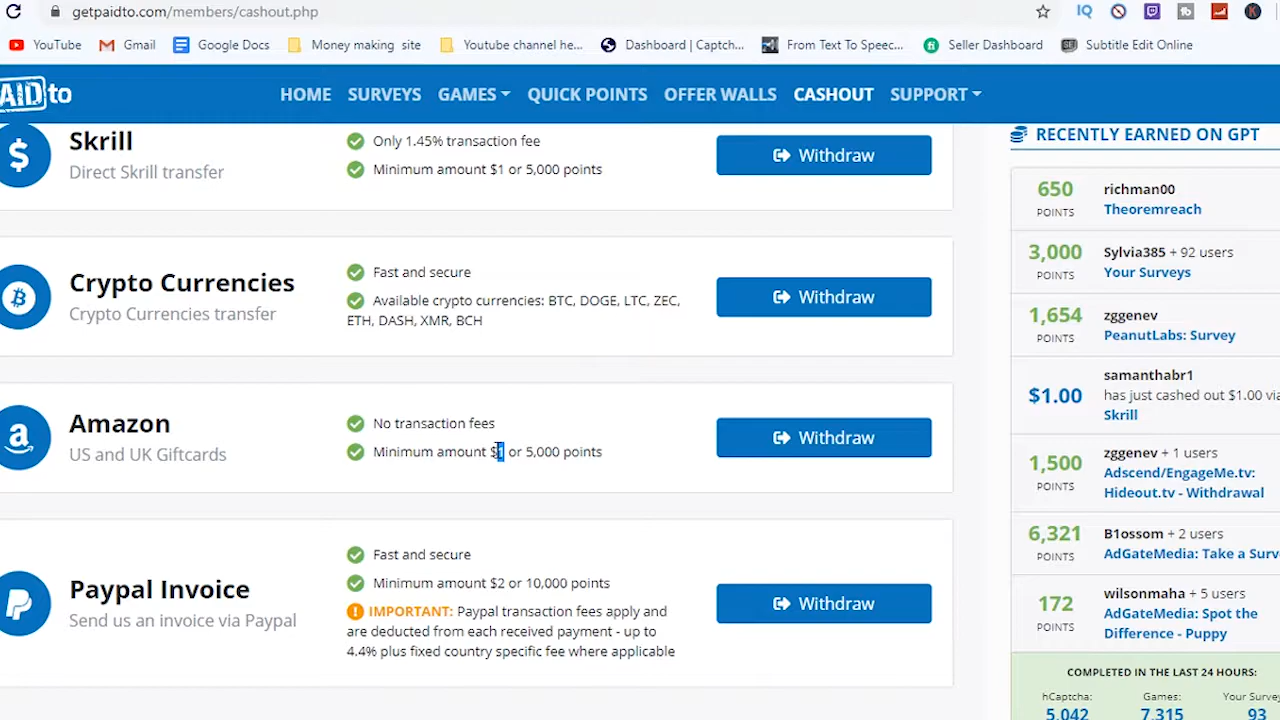 getpaidto.com/members/cashout.php
IQ
K
YouTube
Gmail
Google Docs
Money making site
Youtube channel he...
Dashboard | Captch...
From Text To Speec...
Seller Dashboard
Subtitle Edit Online
PAIDto
HOME
SURVEYS
GAMES
QUICK POINTS
OFFER WALLS
CASHOUT
SUPPORT
Skrill
Direct Skrill transfer
Only 1.45% transaction fee
Minimum amount $1 or 5,000 points
Withdraw
Crypto Currencies
Crypto Currencies transfer
Fast and secure
Available crypto currencies: BTC, DOGE, LTC, ZEC,
ETH, DASH, XMR, BCH
Withdraw
Amazon
US and UK Giftcards
No transaction fees
Minimum amount $1 or 5,000 points
Withdraw
Paypal Invoice
Send us an invoice via Paypal
Fast and secure
Minimum amount $2 or 10,000 points
IMPORTANT: Paypal transaction fees apply and
are deducted from each received payment - up to
4.4% plus fixed country specific fee where applicable
Withdraw
RECENTLY EARNED ON GPT
650
POINTS
richman00
Theoremreach
3,000
POINTS
Sylvia385 + 92 users
Your Surveys
1,654
POINTS
zggenev
PeanutLabs: Survey
$1.00
samanthabr1
has just cashed out $1.00 via
Skrill
1,500
POINTS
zggenev + 1 users
Adscend/EngageMe.tv:
Hideout.tv - Withdrawal
6,321
POINTS
B1ossom + 2 users
AdGateMedia: Take a Surv
172
POINTS
wilsonmaha + 5 users
AdGateMedia: Spot the
Difference - Puppy
COMPLETED IN THE LAST 24 HOURS:
hCaptcha:
5,042
Games:
7,315
Your Surve
93